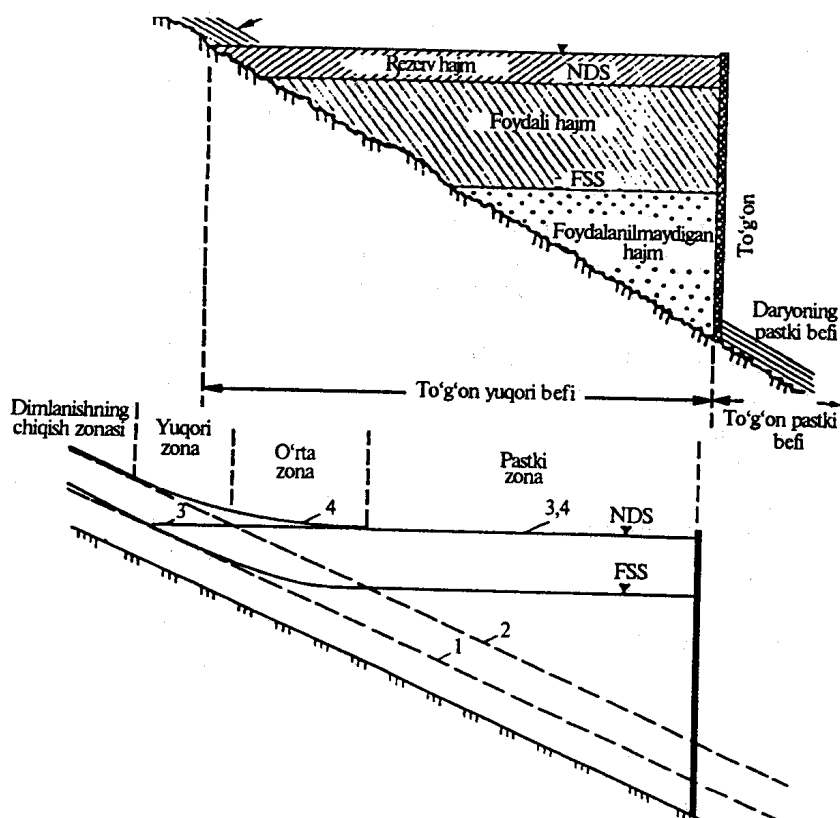 Rezerv hajm
NDS
Foydali hajm
FSS
Foydalanilmaydigan
hajm
To'g'on
Daryoning
pastki befi
To'g'on yuqori befi
To'g'on pastki
befi
Dimlanishning
chiqish zonasi
Yuqori
zona
O'rta
zona
Pastki
zona
3
4
3,4
NDS
FSS
1
2